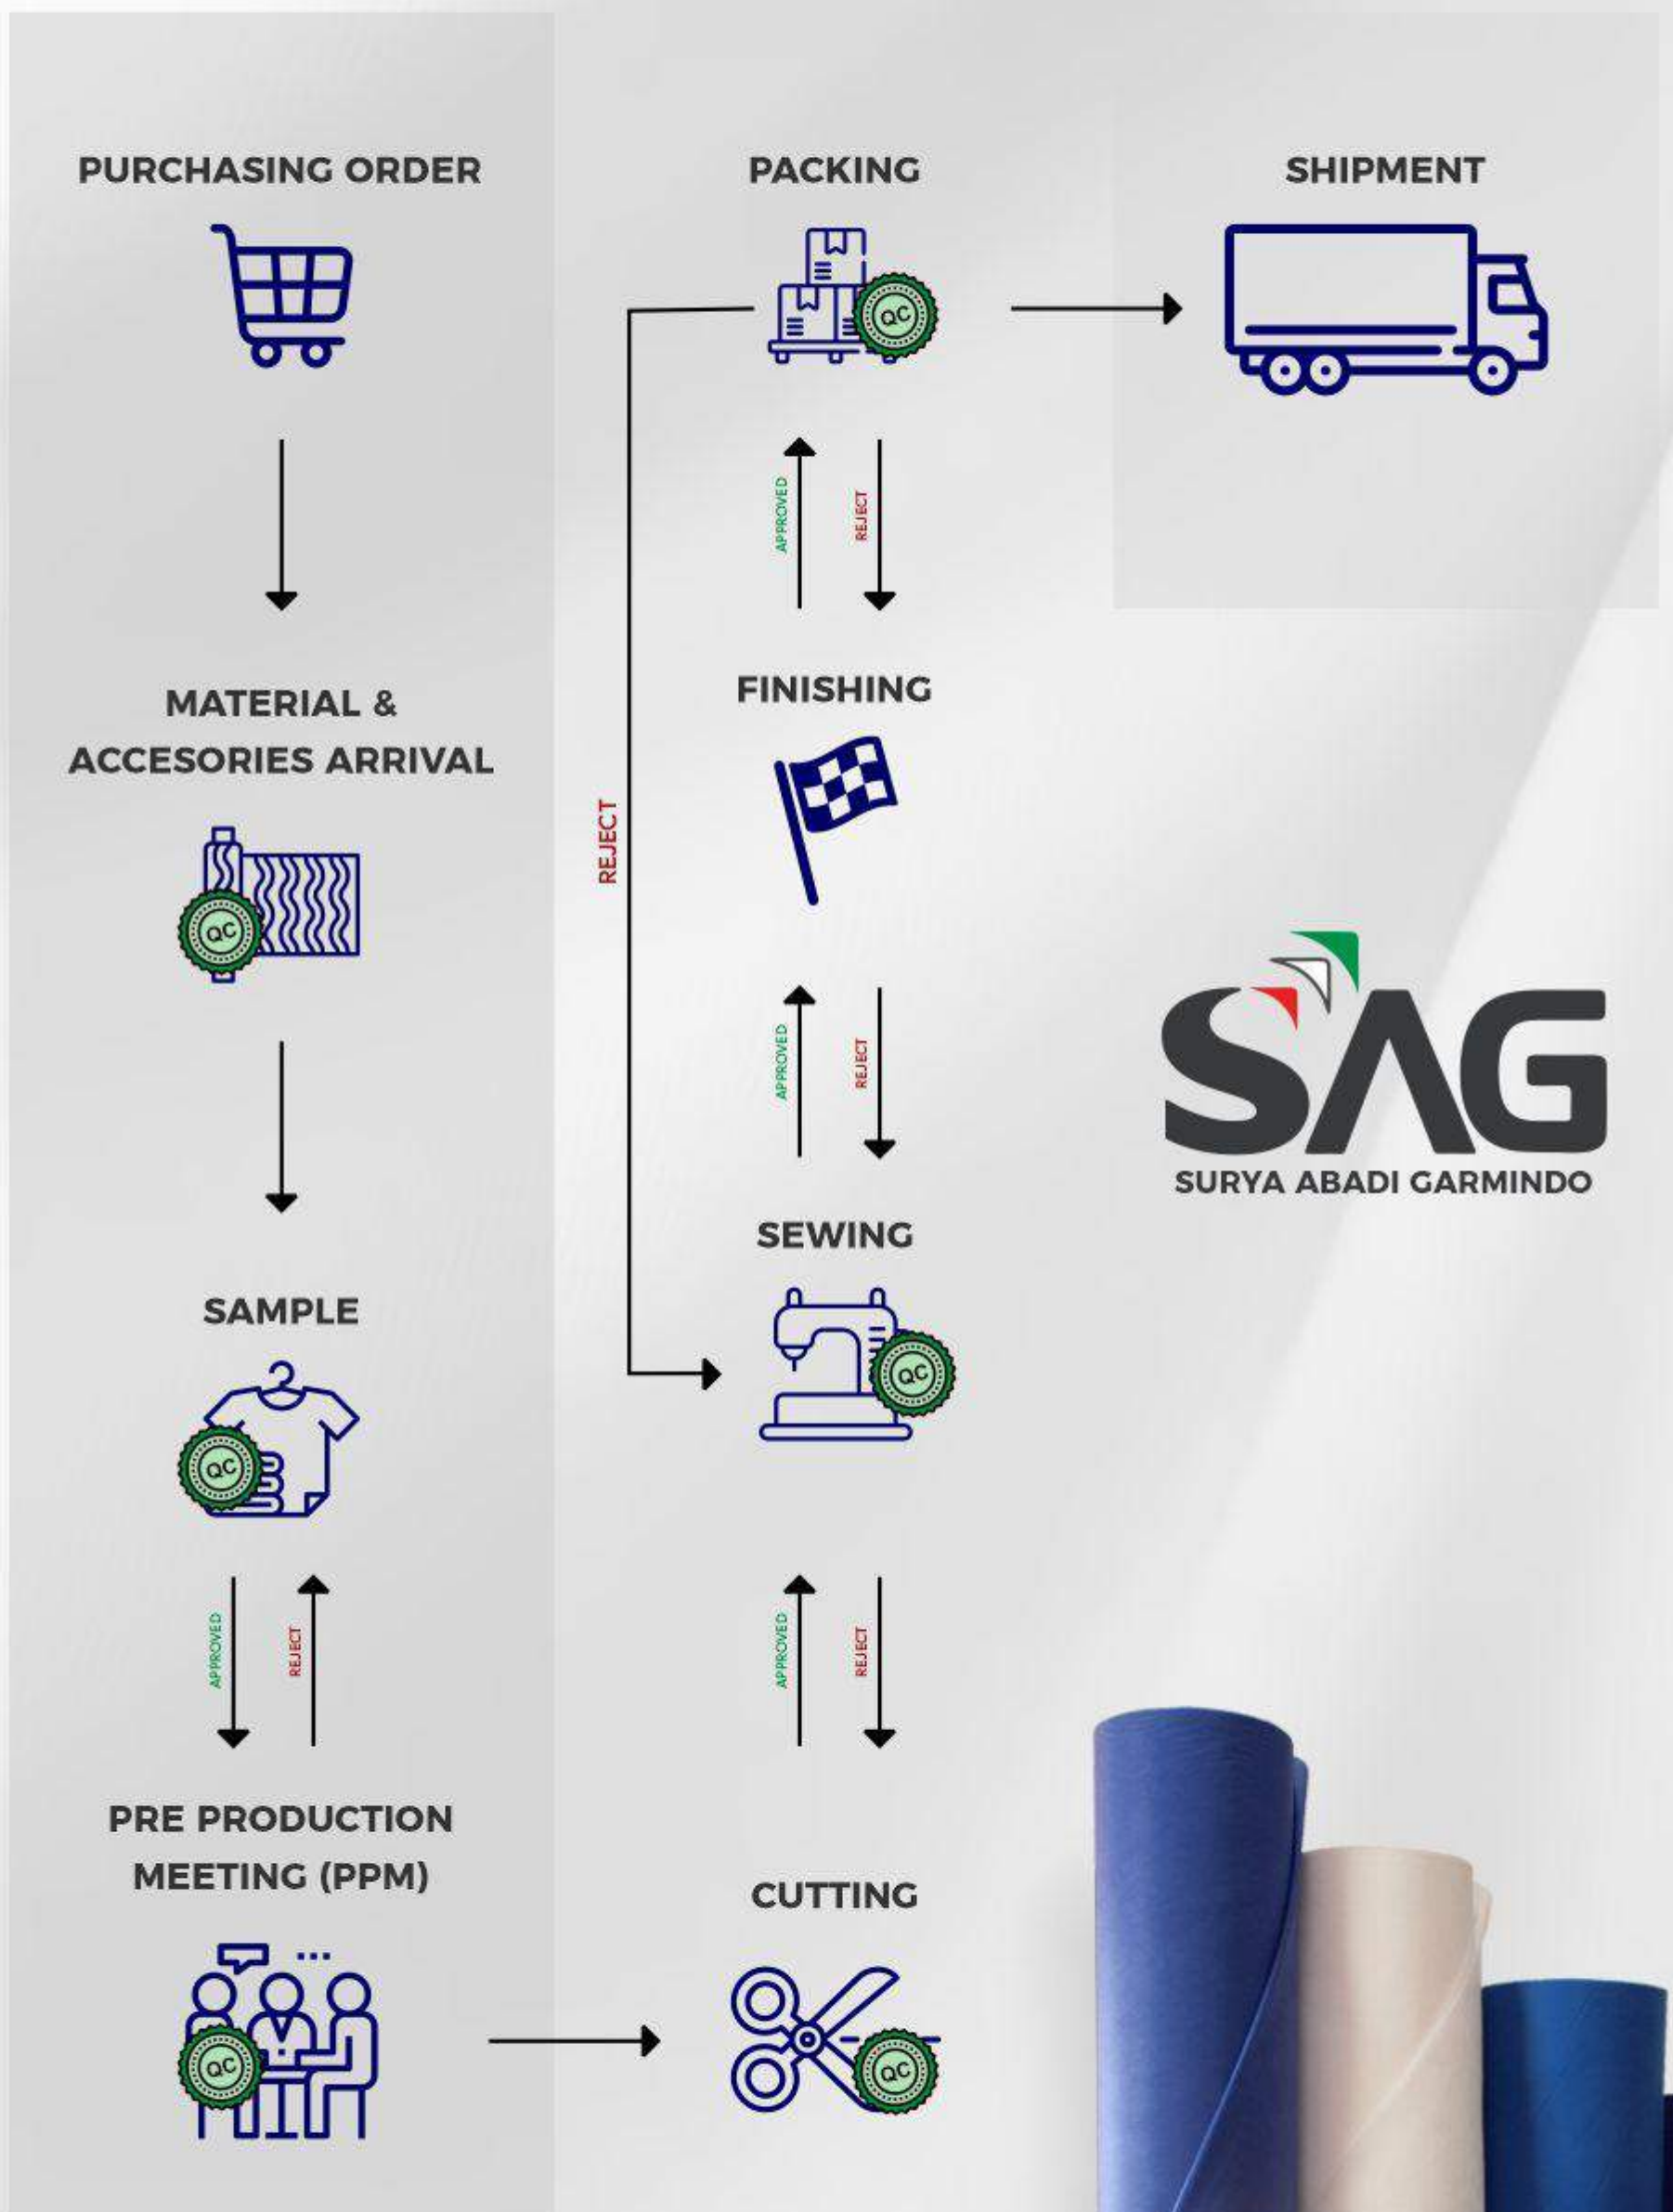 PURCHASING ORDER
MATERIAL &
ACCESORIES ARRIVAL
QC
SAMPLE
QC
APPROVED
REJECT
PRE PRODUCTION
MEETING (PPM)
QC
PACKING
QC
APPROVED
REJECT
REJECT
FINISHING
APPROVED
REJECT
SEWING
QC
APPROVED
REJECT
CUTTING
QC
SHIPMENT
SAG
SURYA ABADI GARMINDO